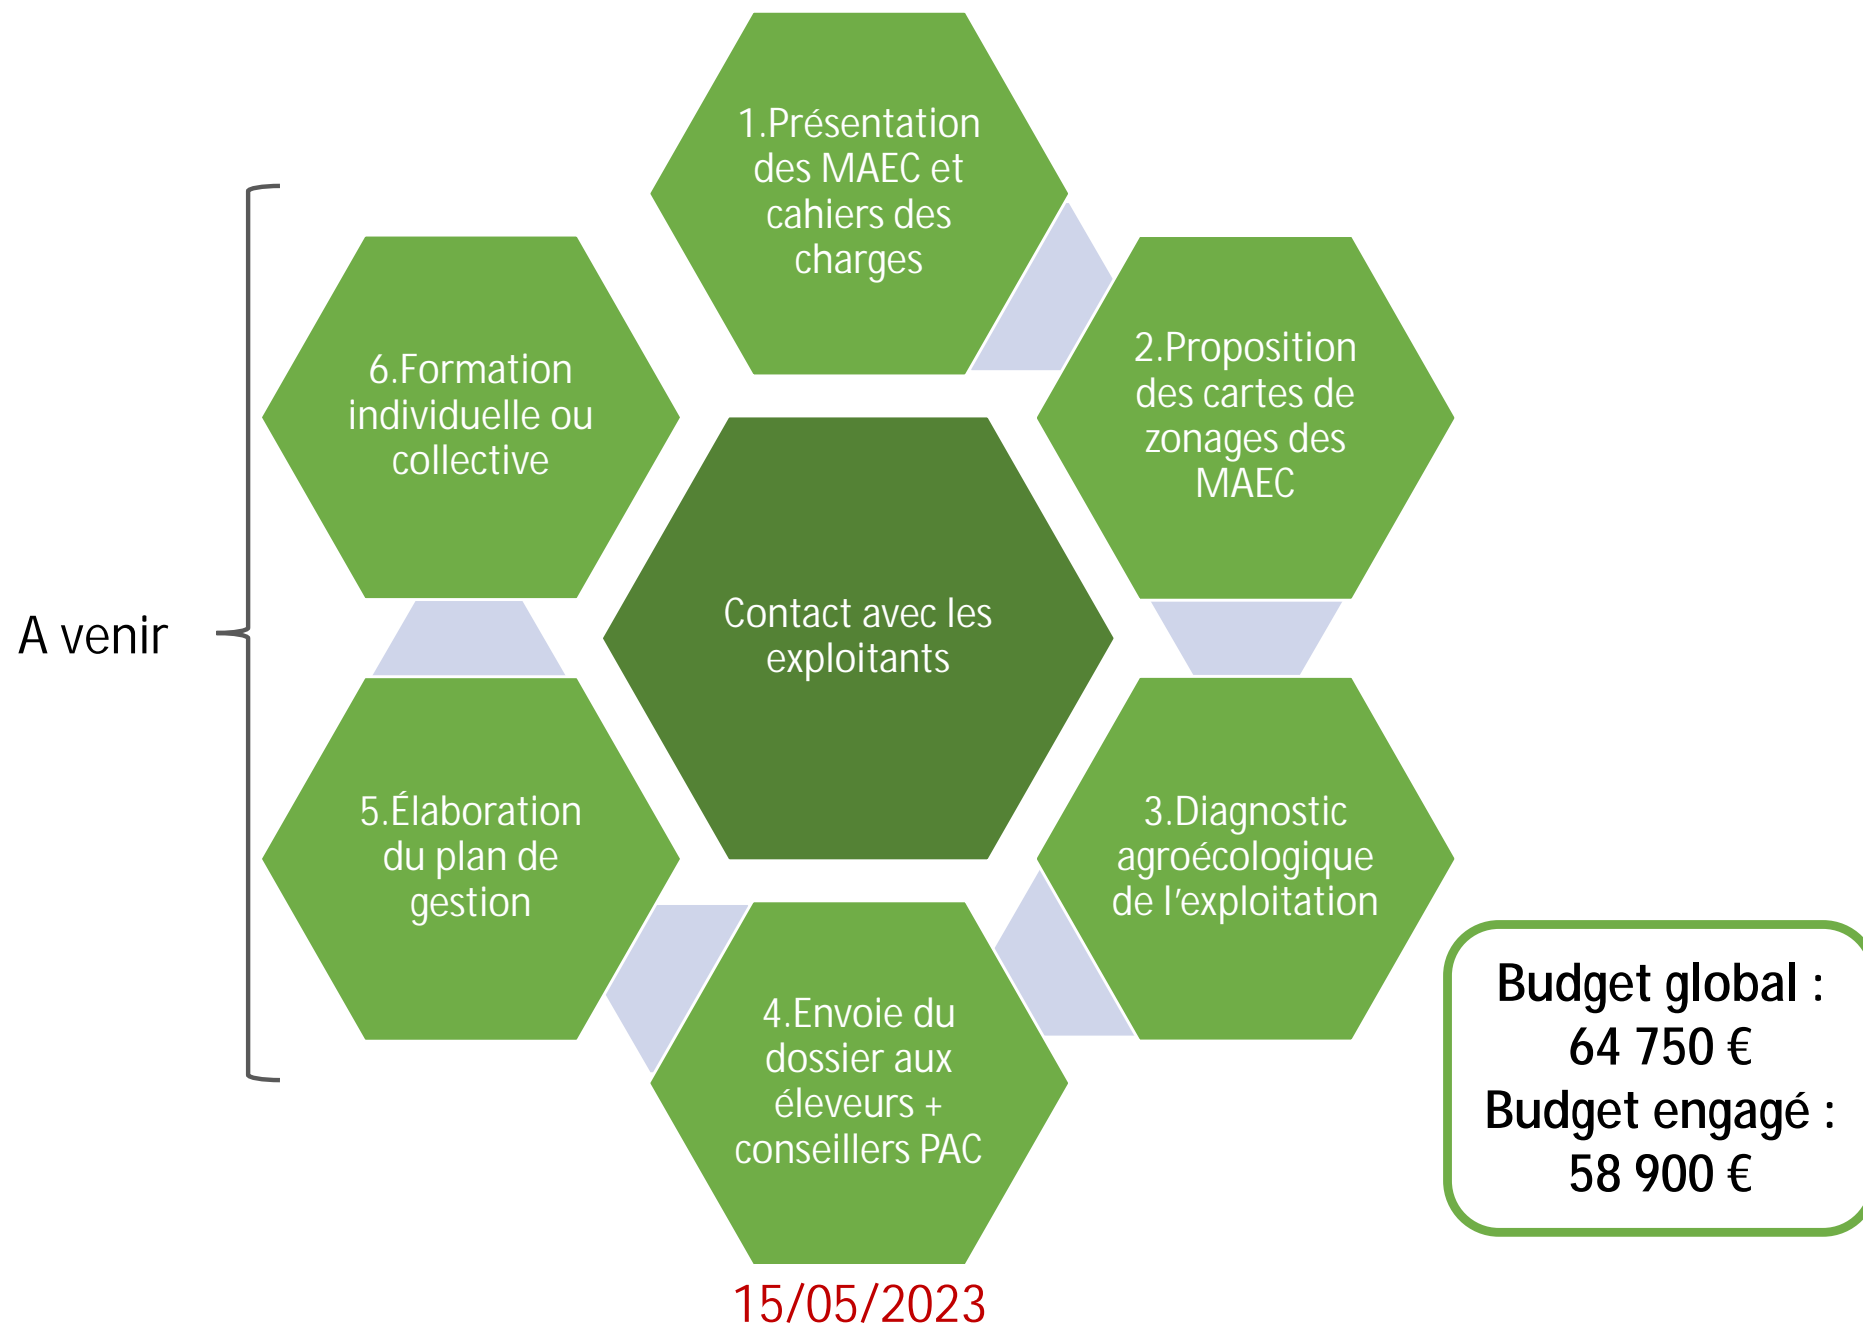 1.Présentation
des MAEC et
cahiers des
charges
2.Proposition
des cartes de
zonages des
MAEC
3.Diagnostic
agroécologique
de l'exploitation
4.Envoie du
dossier aux
éleveurs +
conseillers PAC
15/05/2023
5.Élaboration
du plan de
gestion
6.Formation
individuelle ou
collective
Contact avec les
exploitants
A venir
Budget global :
64 750 €
Budget engagé :
58 900 €